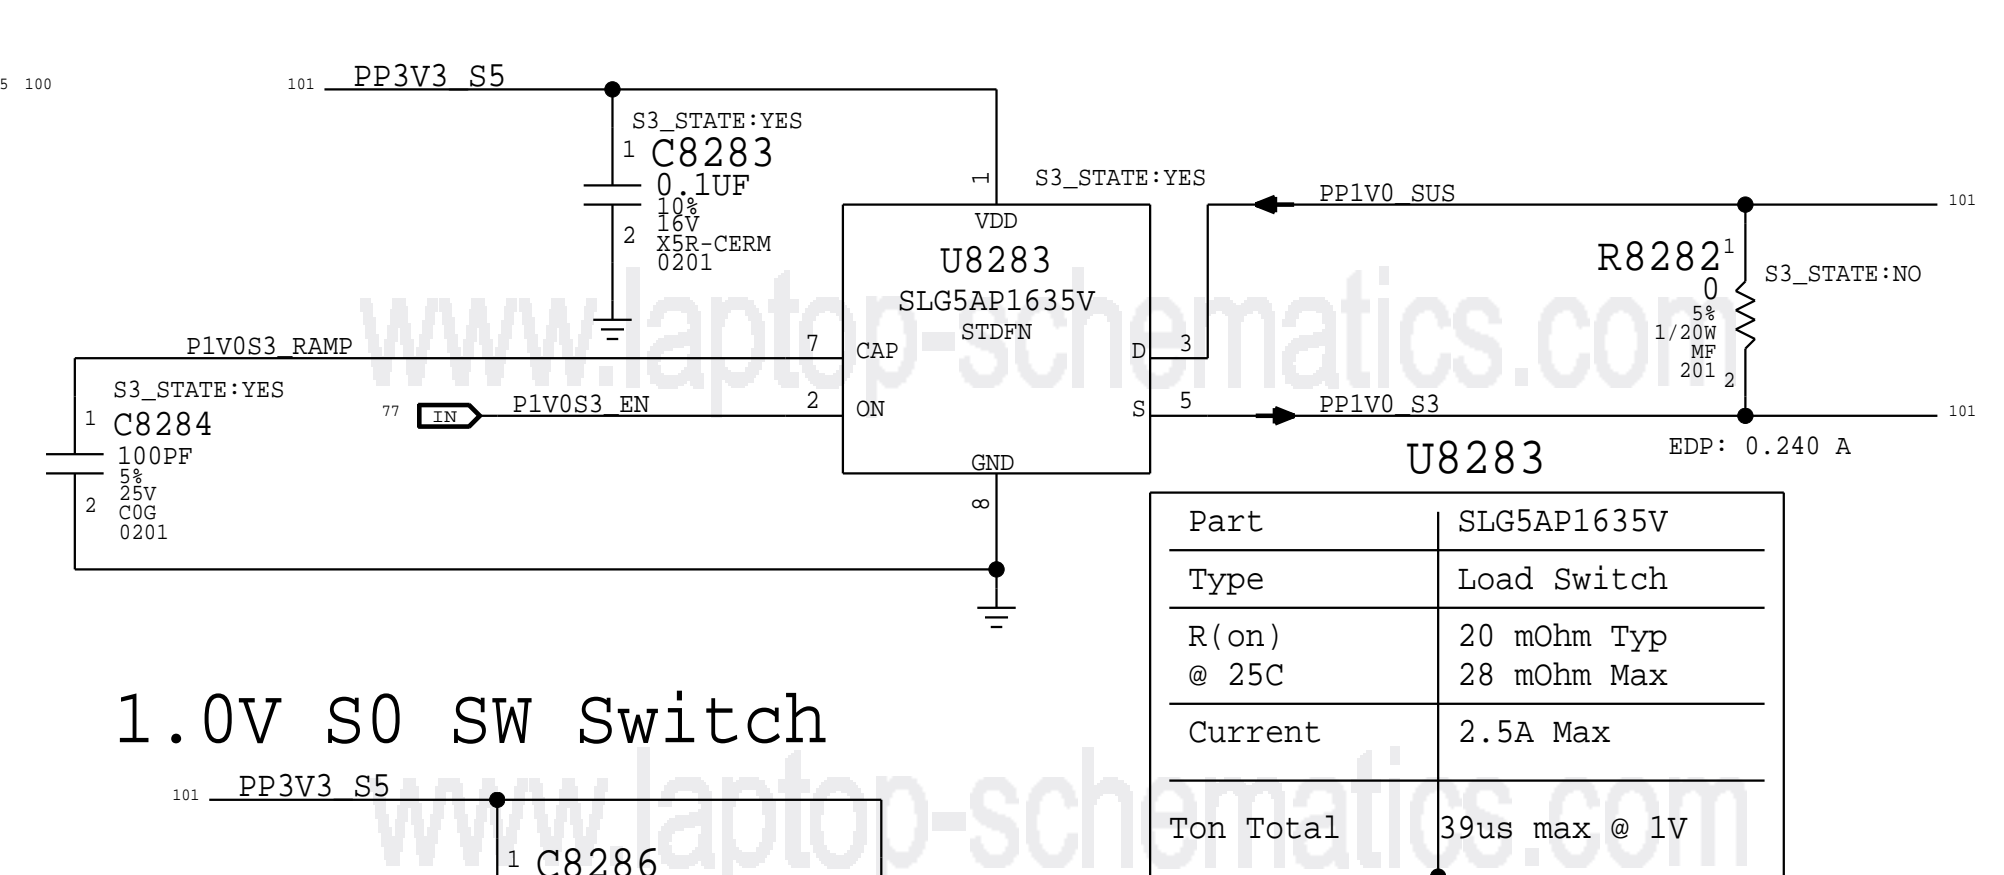 5 100
101 PP3V3_S5
S3_STATE:YES
1 C8283
0.1UF
10%
16V
2 X5R-CERM
0201
1
S3_STATE:YES
PP1V0_SUS 101
VDD
U8283
SLG5AP1635V
STDFN
R8282 1
S3_STATE:NO
0
5%
1/20W
MF
201
2
P1V0S3_RAMP 7 CAP
D 3
S3_STATE:YES
1 C8284
100PF
5%
25V
2 C0G
0201
77 IN P1V0S3_EN 2 ON
S 5 PP1V0_S3 101
EDP: 0.240 A
GND
8
U8283
Part SLG5AP1635V
Type Load Switch
R(on) 20 mOhm Typ
@ 25C 28 mOhm Max
Current 2.5A Max
Ton Total 39us max @ 1V
1.0V S0 SW Switch
101 PP3V3_S5
1 C8286
www.laptop-schematics.com
www.laptop-schematics.com